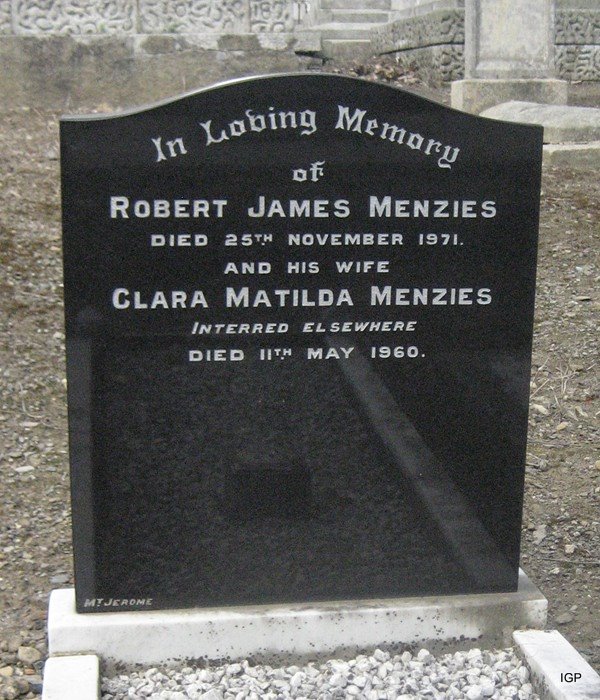 In Loving Memory
of
ROBERT JAMES MENZIES
DIED 25TH NOVEMBER 1971.
AND HIS WIFE
CLARA MATILDA MENZIES
INTERRED ELSEWHERE
DIED 11TH MAY 1960.
MT JEROME
IGP